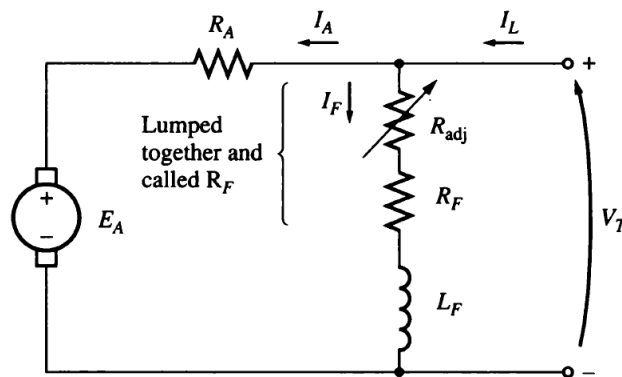 R_A
I_A
I_L
+
I_F
Lumped
together and
called R_F
R_adj
R_F
+
−
E_A
V_T
L_F
−